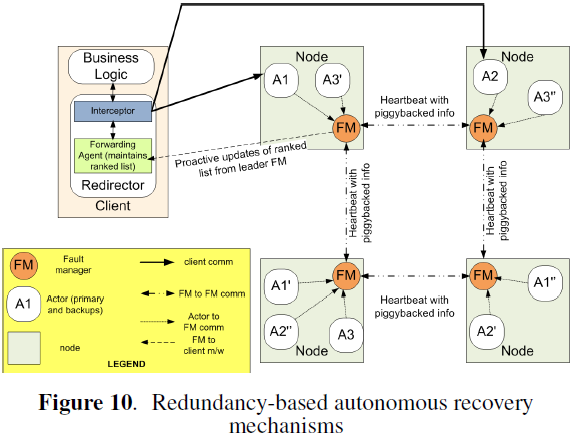 Business
Logic
Interceptor
Forwarding
Agent (maintains
ranked list)
Redirector
Client
Node
A1
A3'
FM
Heartbeat with
piggybacked info
Node
A2
A3''
FM
Proactive updates of ranked
list from leader FM
Heartbeat with
piggybacked info
Heartbeat with
piggybacked info
FM
Fault
manager
A1
Actor (primary
and backups)
node
client comm
FM to FM comm
Actor to
FM comm
FM to
client m/w
LEGEND
A1'
A2''
A3
FM
Node
Heartbeat with
piggybacked info
FM
A1''
A2'
Node
Figure 10. Redundancy-based autonomous recovery
mechanisms